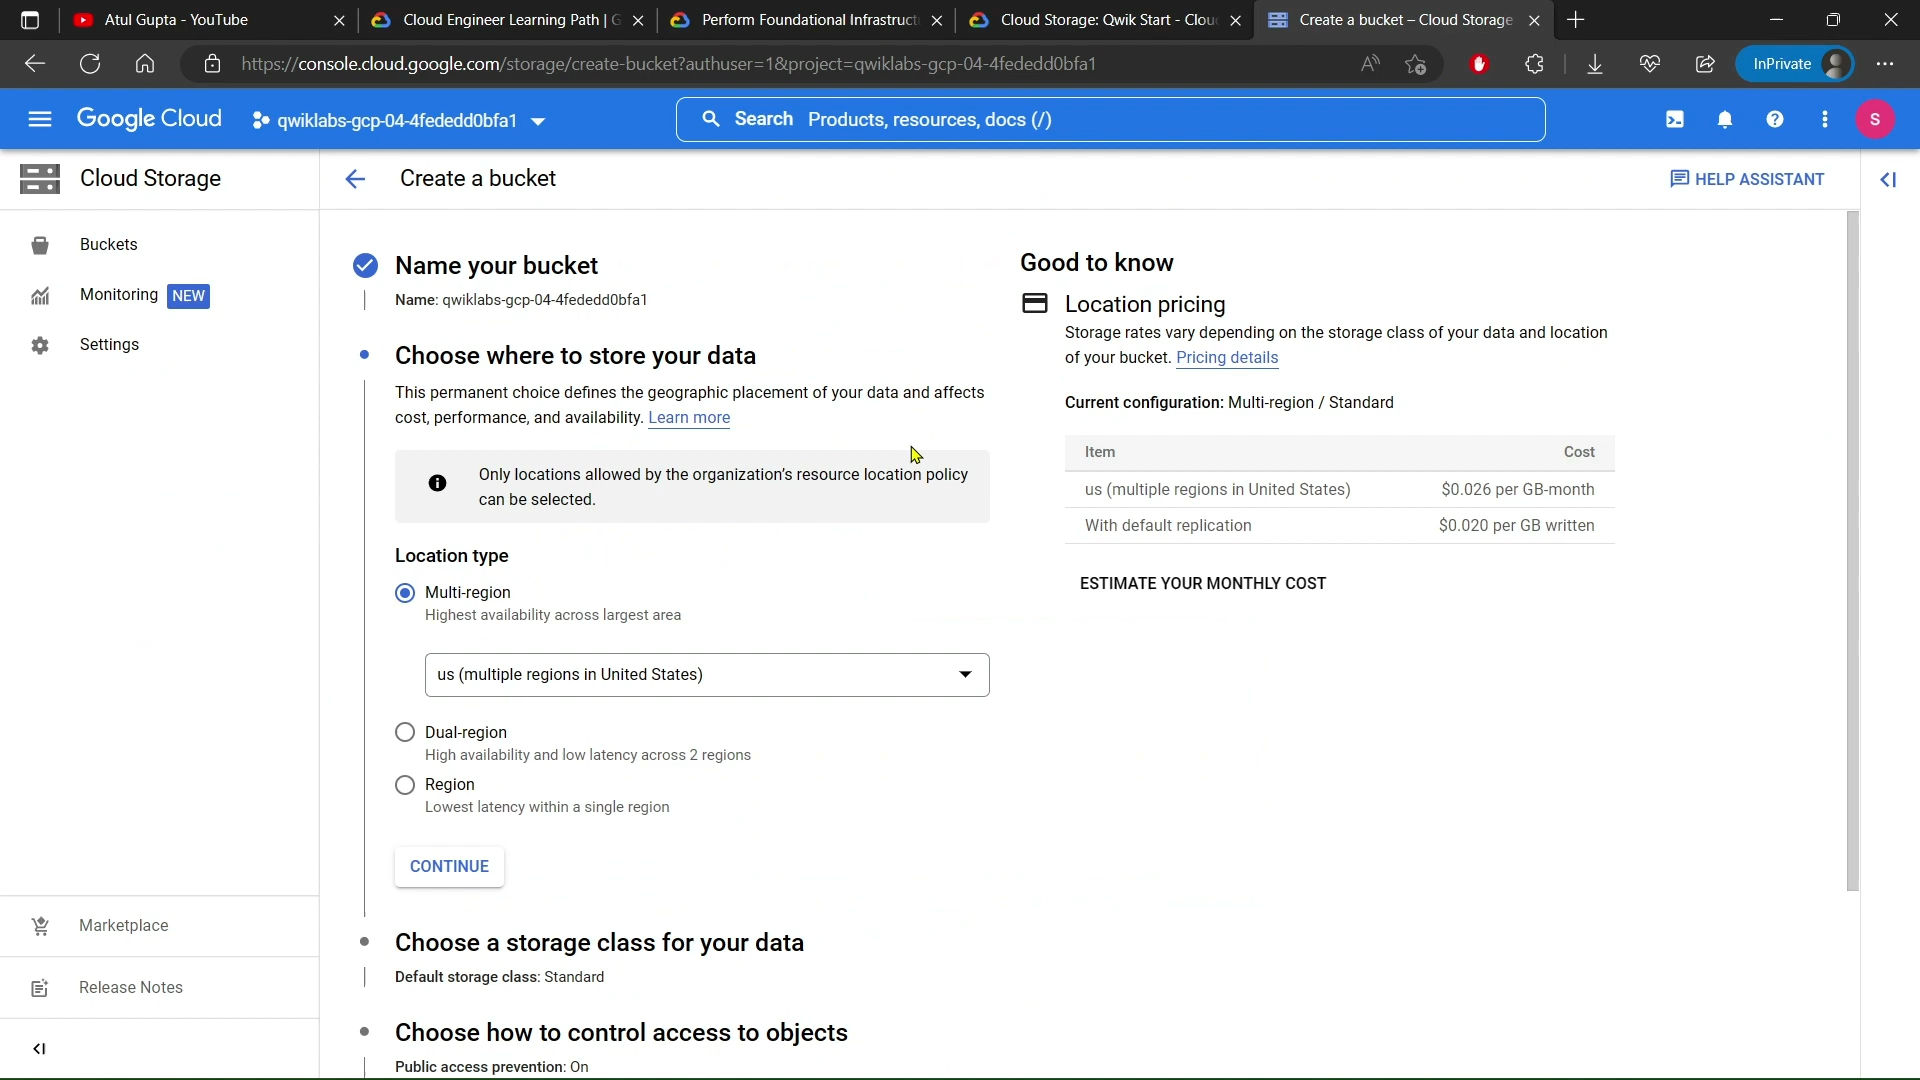 Atul Gupta - YouTube
Cloud Engineer Learning Path | G
Perform Foundational Infrastruct
Cloud Storage: Qwik Start - Clou
Create a bucket – Cloud Storage
https://console.cloud.google.com/storage/create-bucket?authuser=1&project=qwiklabs-gcp-04-4fededd0bfa1
InPrivate
Google Cloud
qwiklabs-gcp-04-4fededd0bfa1
Search Products, resources, docs (/)
S
Cloud Storage
Create a bucket
HELP ASSISTANT
Buckets
Monitoring NEW
Settings
Marketplace
Release Notes
Name your bucket
Name: qwiklabs-gcp-04-4fededd0bfa1
Choose where to store your data
This permanent choice defines the geographic placement of your data and affects
cost, performance, and availability. Learn more
Only locations allowed by the organization's resource location policy
can be selected.
Location type
Multi-region
Highest availability across largest area
us (multiple regions in United States)
Dual-region
High availability and low latency across 2 regions
Region
Lowest latency within a single region
CONTINUE
Choose a storage class for your data
Default storage class: Standard
Choose how to control access to objects
Public access prevention: On
Good to know
Location pricing
Storage rates vary depending on the storage class of your data and location
of your bucket. Pricing details
Current configuration: Multi-region / Standard
Item Cost
us (multiple regions in United States) $0.026 per GB-month
With default replication $0.020 per GB written
ESTIMATE YOUR MONTHLY COST